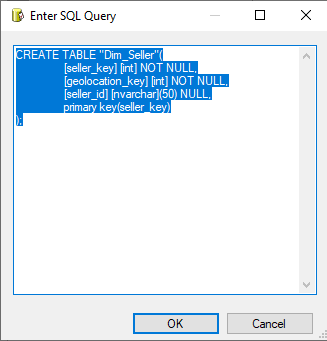 Enter SQL Query
CREATE TABLE "Dim_Seller"(
[seller_key] [int] NOT NULL,
[geolocation_key] [int] NOT NULL,
[seller_id] [nvarchar](50) NULL,
primary key(seller_key)
);
OK Cancel